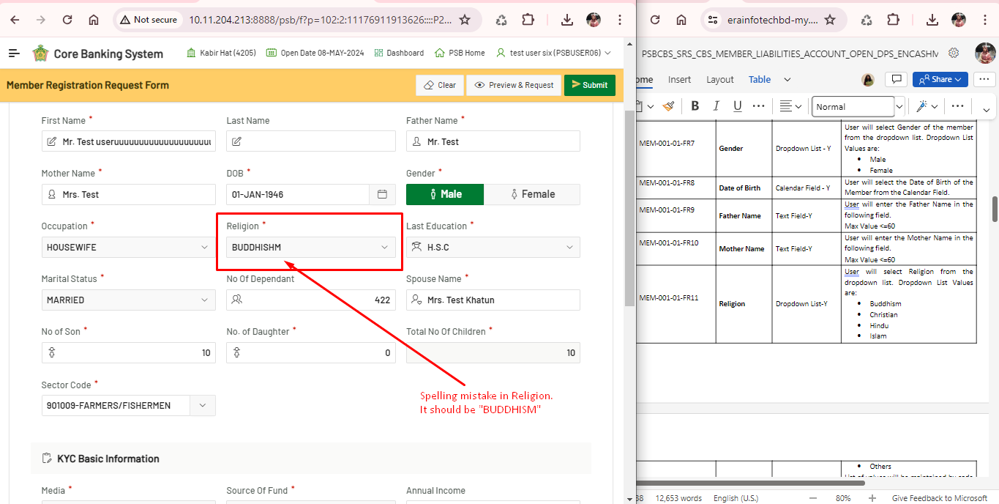 Not secure 10.11.204.213:8888/psb/f?p=102:2:11176911913626::::P2...
Core Banking System
Kabir Hat (4205)
Open Date 08-MAY-2024
Dashboard
PSB Home
test user six (PSBUSER06)
Member Registration Request Form
Clear
Preview & Request
Submit
First Name *
Last Name
Father Name *
Mr. Test useruuuuuuuuuuuuuuuuuuu
Mr. Test
Mother Name *
DOB *
Gender *
Mrs. Test
01-JAN-1946
Male
Female
Occupation *
Religion *
Last Education *
HOUSEWIFE
BUDDHISHM
H.S.C
Marital Status *
No Of Dependant
Spouse Name *
MARRIED
422
Mrs. Test Khatun
No of Son *
No. of Daughter *
Total No Of Children *
10
0
10
Sector Code *
901009-FARMERS/FISHERMEN
Spelling mistake in Religion.
It should be "BUDDHISM"
KYC Basic Information
Media *
Source Of Fund *
Annual Income
erainfotechbd-my....
PSBCBS_SRS_CBS_MEMBER_LIABILITIES_ACCOUNT_OPEN_DPS_ENCASHM
ome
Insert
Layout
Table
Share
B I U
Normal
MEM-001-01-FR7
Gender
Dropdown List - Y
User will select Gender of the member
from the dropdown list. Dropdown List
Values are:
• Male
• Female
MEM-001-01-FR8
Date of Birth
Calendar Field - Y
User will select the Date of Birth of the
Member from the Calendar Field.
MEM-001-01-FR9
Father Name
Text Field-Y
User will enter the Father Name in the
following field.
Max Value <=60
MEM-001-01-FR10
Mother Name
Text Field-Y
User will enter the Mother Name in the
following field.
Max Value <=60
MEM-001-01-FR11
Religion
Dropdown List-Y
User will select Religion from the
dropdown list. Dropdown List Values
are:
• Buddhism
• Christian
• Hindu
• Islam
• Others
List of values will be maintained by code
38
12,653 words
English (U.S.)
80%
Give Feedback to Microsoft